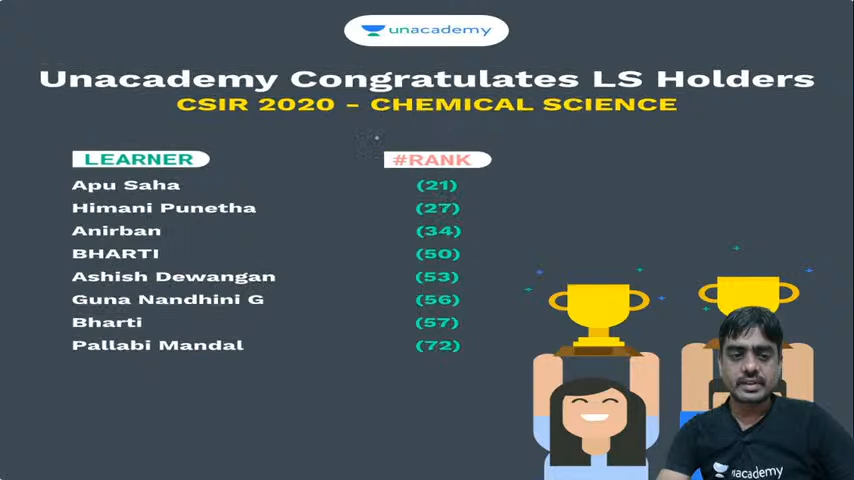 unacademy
Unacademy Congratulates LS Holders
CSIR 2020 - CHEMICAL SCIENCE
LEARNER #RANK
Apu Saha (21)
Himani Punetha (27)
Anirban (34)
BHARTI (50)
Ashish Dewangan (53)
Guna Nandhini G (56)
Bharti (57)
Pallabi Mandal (72)
unacademy